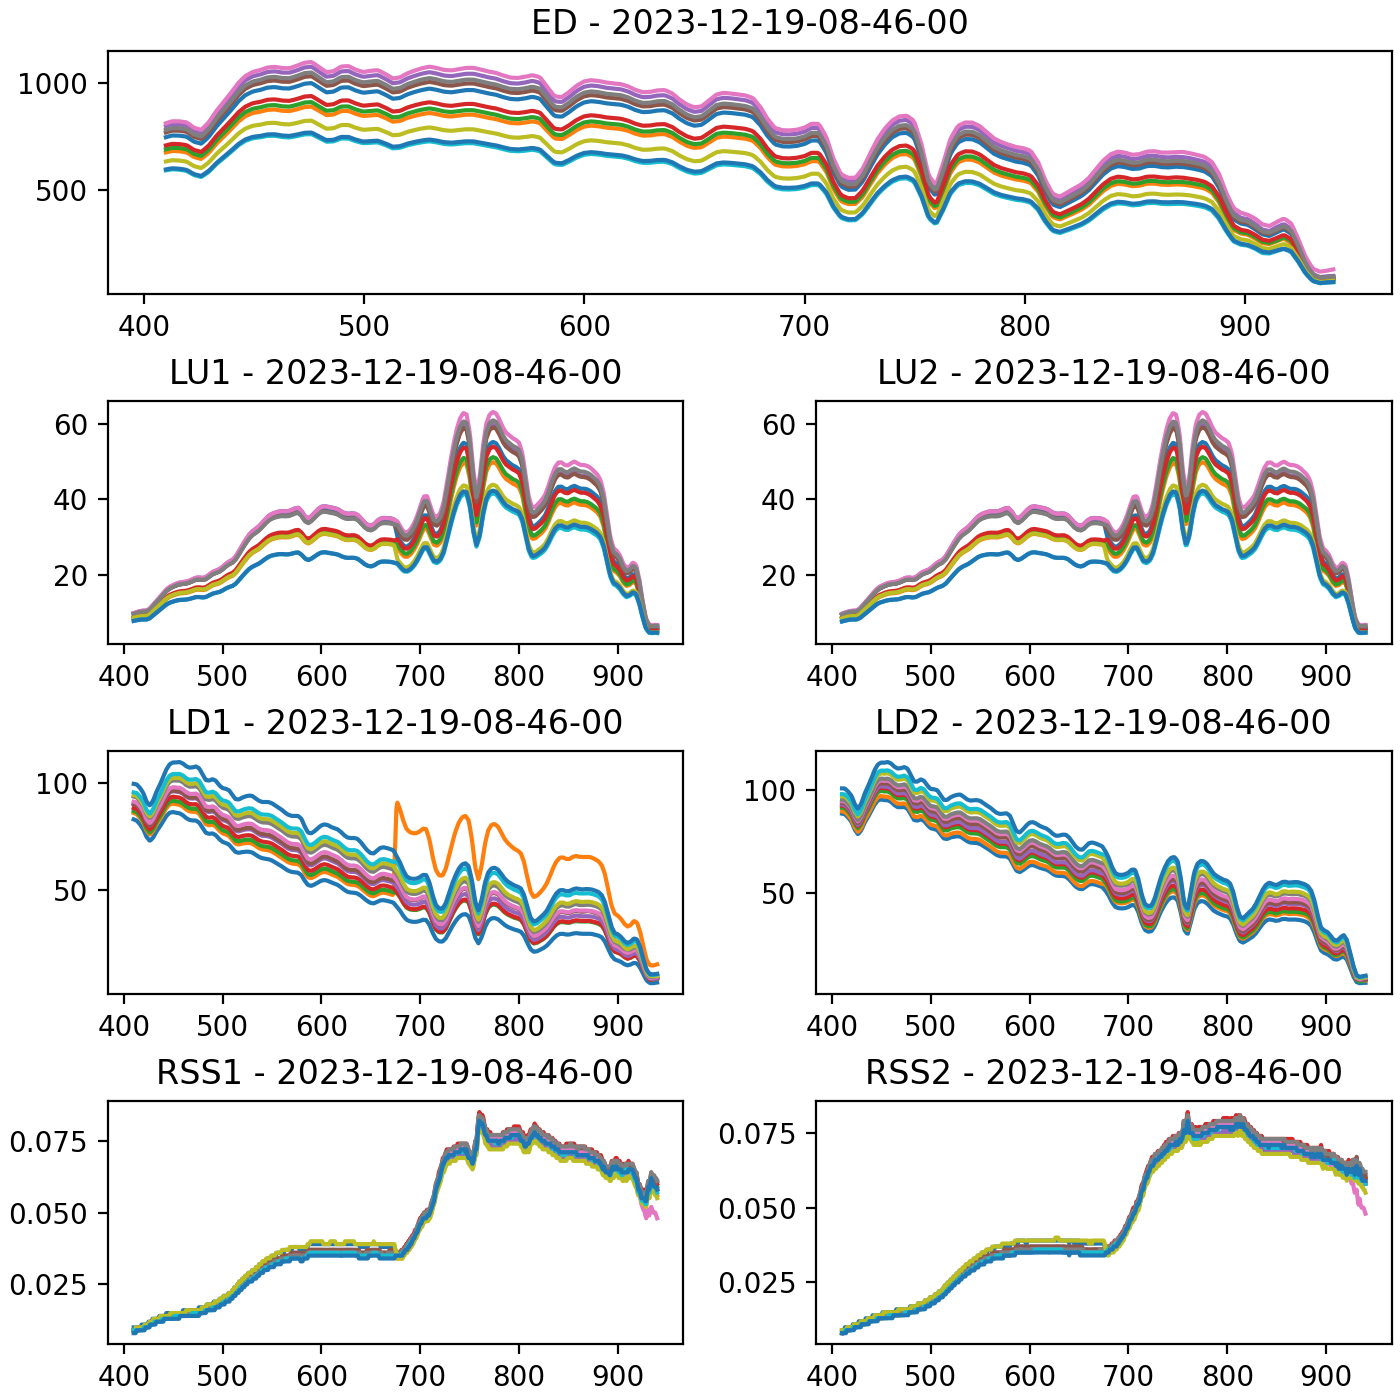 ED - 2023-12-19-08-46-00
1000
500
400 500 600 700 800 900
LU1 - 2023-12-19-08-46-00
60
40
20
400 500 600 700 800 900
LU2 - 2023-12-19-08-46-00
60
40
20
400 500 600 700 800 900
LD1 - 2023-12-19-08-46-00
100
50
400 500 600 700 800 900
LD2 - 2023-12-19-08-46-00
100
50
400 500 600 700 800 900
RSS1 - 2023-12-19-08-46-00
0.075
0.050
0.025
400 500 600 700 800 900
RSS2 - 2023-12-19-08-46-00
0.075
0.050
0.025
400 500 600 700 800 900